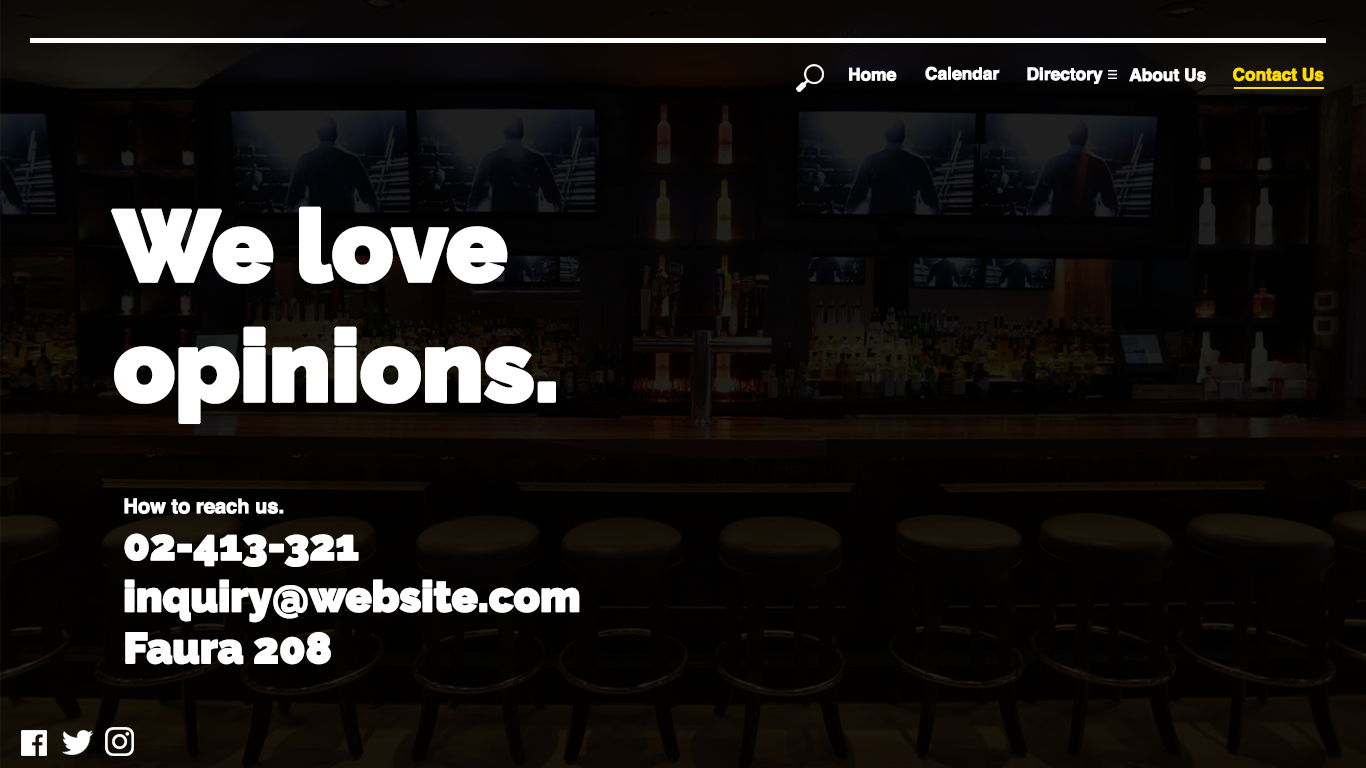 Home Calendar Directory About Us Contact Us
We love
opinions.
How to reach us.
02-413-321
inquiry@website.com
Faura 208